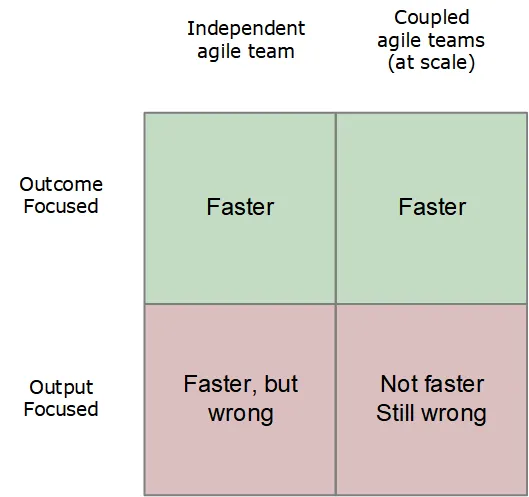 Independent
agile team
Coupled
agile teams
(at scale)
Outcome
Focused
Faster
Faster
Output
Focused
Faster, but
wrong
Not faster
Still wrong